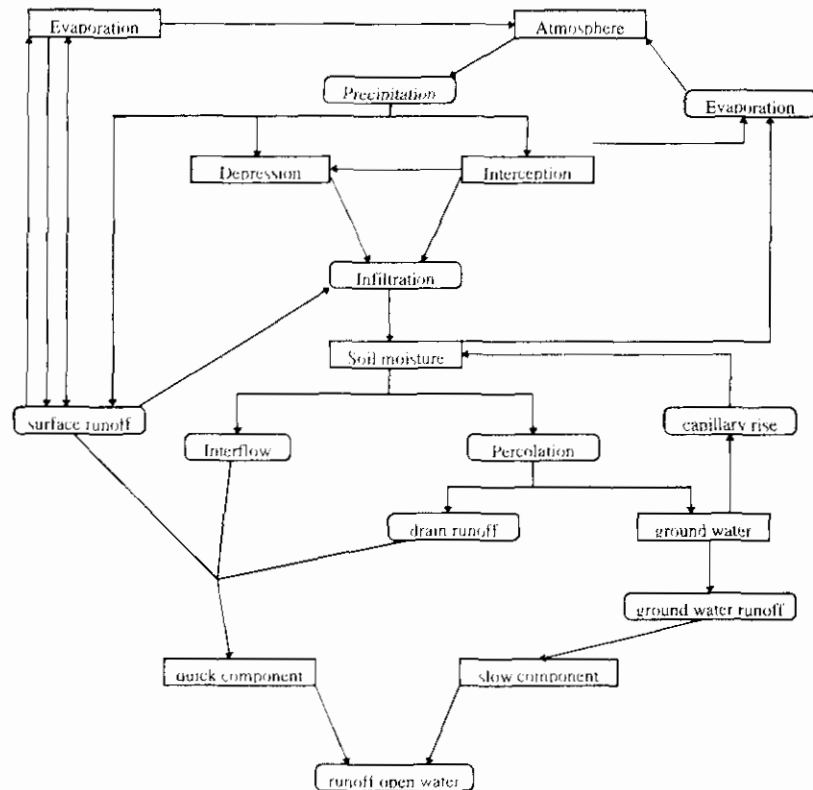 Evaporation
Atmosphere
Precipitation
Evaporation
Depression
Interception
Infiltration
Soil moisture
surface runoff
Interflow
Percolation
capillary rise
drain runoff
ground water
ground water runoff
quick component
slow component
runoff open water